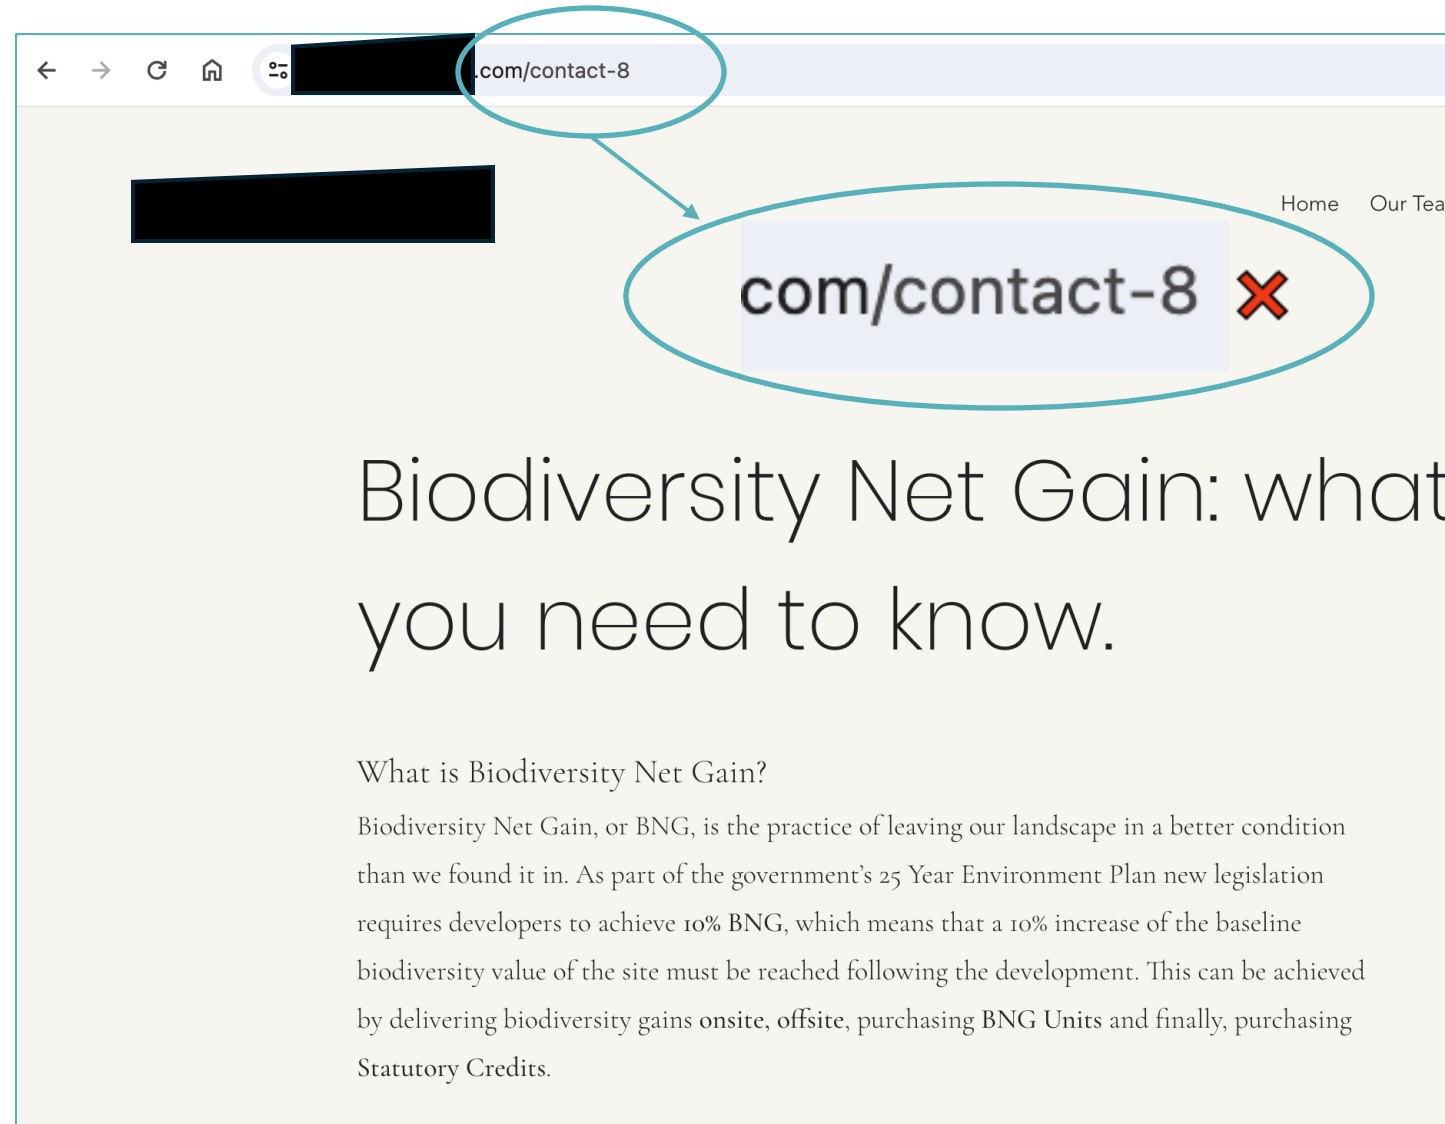 .com/contact-8
Home Our Tea
com/contact-8
Biodiversity Net Gain: what
you need to know.
What is Biodiversity Net Gain?
Biodiversity Net Gain, or BNG, is the practice of leaving our landscape in a better condition
than we found it in. As part of the government’s 25 Year Environment Plan new legislation
requires developers to achieve 10% BNG, which means that a 10% increase of the baseline
biodiversity value of the site must be reached following the development. This can be achieved
by delivering biodiversity gains onsite, offsite, purchasing BNG Units and finally, purchasing
Statutory Credits.